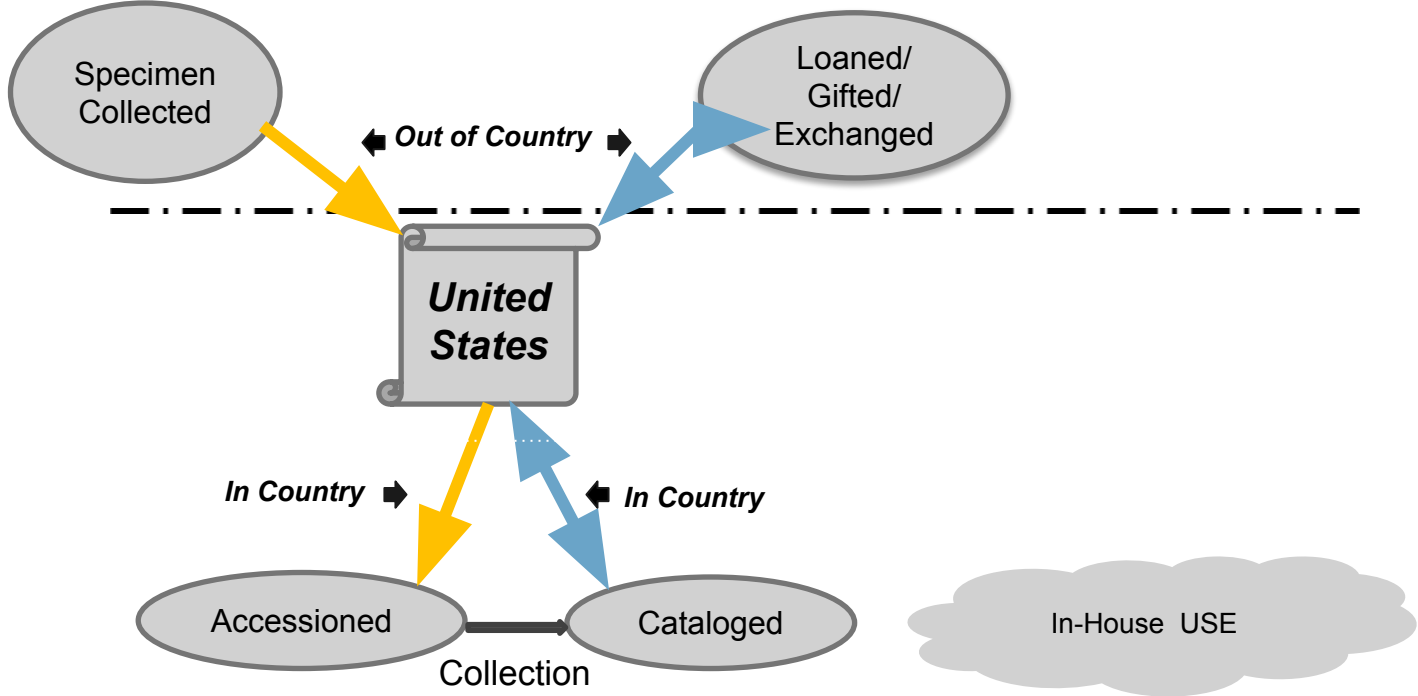 Specimen
Collected
Loaned/
Gifted/
Exchanged
Out of Country
United
States
In Country
In Country
Accessioned
Cataloged
In-House USE
Collection